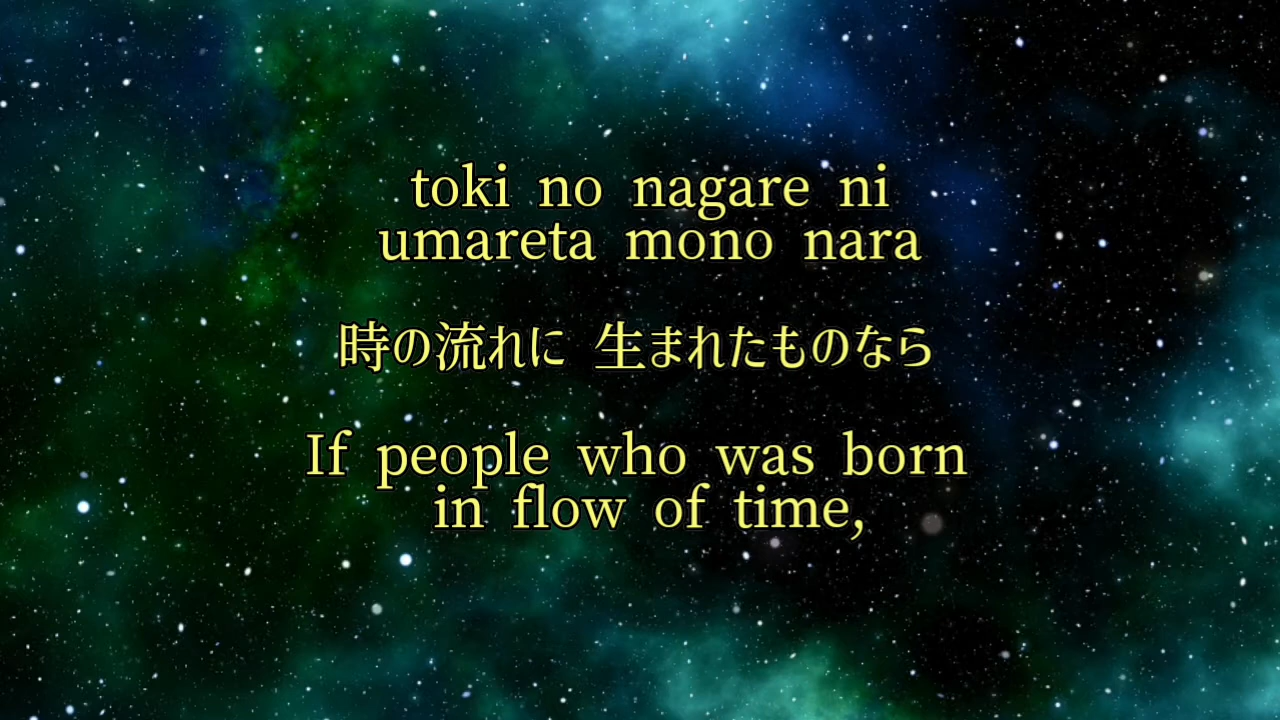 toki no nagare ni
umareta mono nara
時の流れに 生まれたものなら
If people who was born
in flow of time,